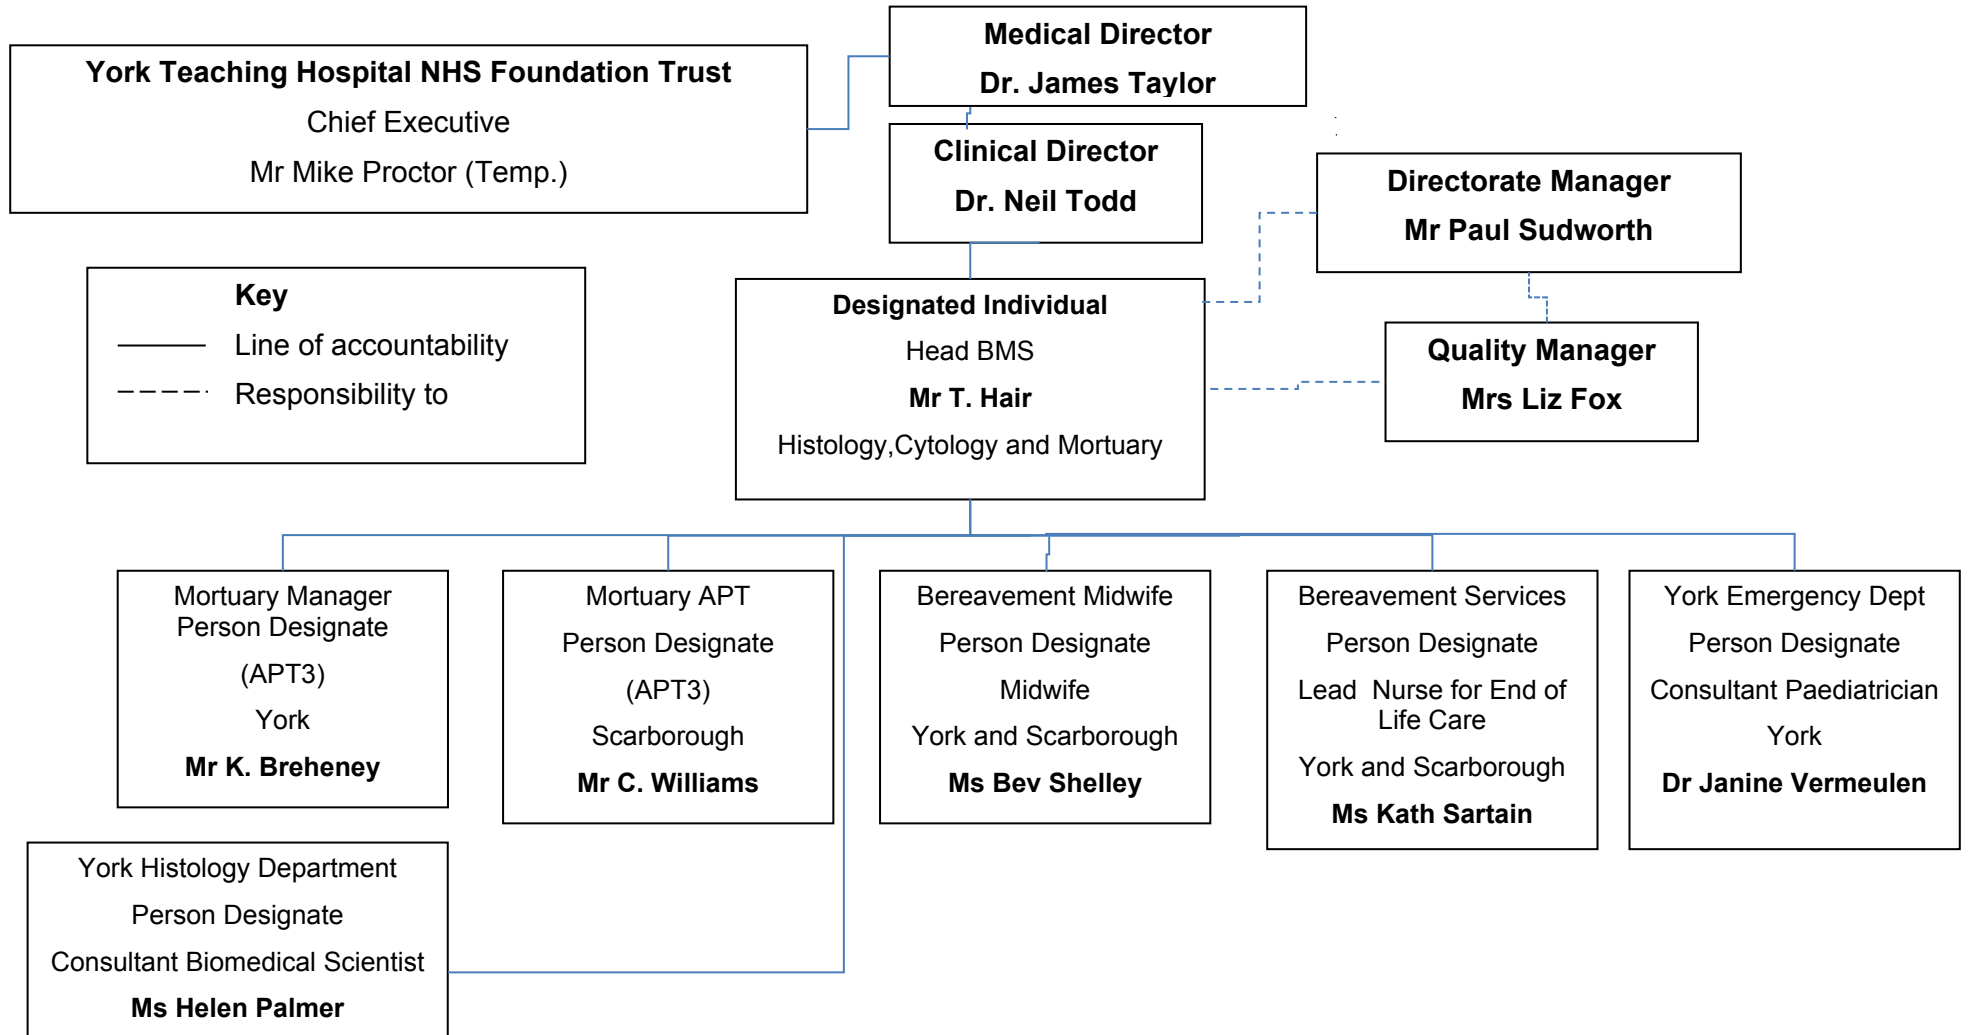 Medical Director
Dr. James Taylor
York Teaching Hospital NHS Foundation Trust
Chief Executive
Mr Mike Proctor (Temp.)
Clinical Director
Dr. Neil Todd
Directorate Manager
Mr Paul Sudworth
Key
Line of accountability
Responsibility to
Designated Individual
Head BMS
Mr T. Hair
Histology,Cytology and Mortuary
Quality Manager
Mrs Liz Fox
Mortuary Manager
Person Designate
(APT3)
York
Mr K. Breheney
Mortuary APT
Person Designate
(APT3)
Scarborough
Mr C. Williams
Bereavement Midwife
Person Designate
Midwife
York and Scarborough
Ms Bev Shelley
Bereavement Services
Person Designate
Lead  Nurse for End of
Life Care
York and Scarborough
Ms Kath Sartain
York Emergency Dept
Person Designate
Consultant Paediatrician
York
Dr Janine Vermeulen
York Histology Department
Person Designate
Consultant Biomedical Scientist
Ms Helen Palmer